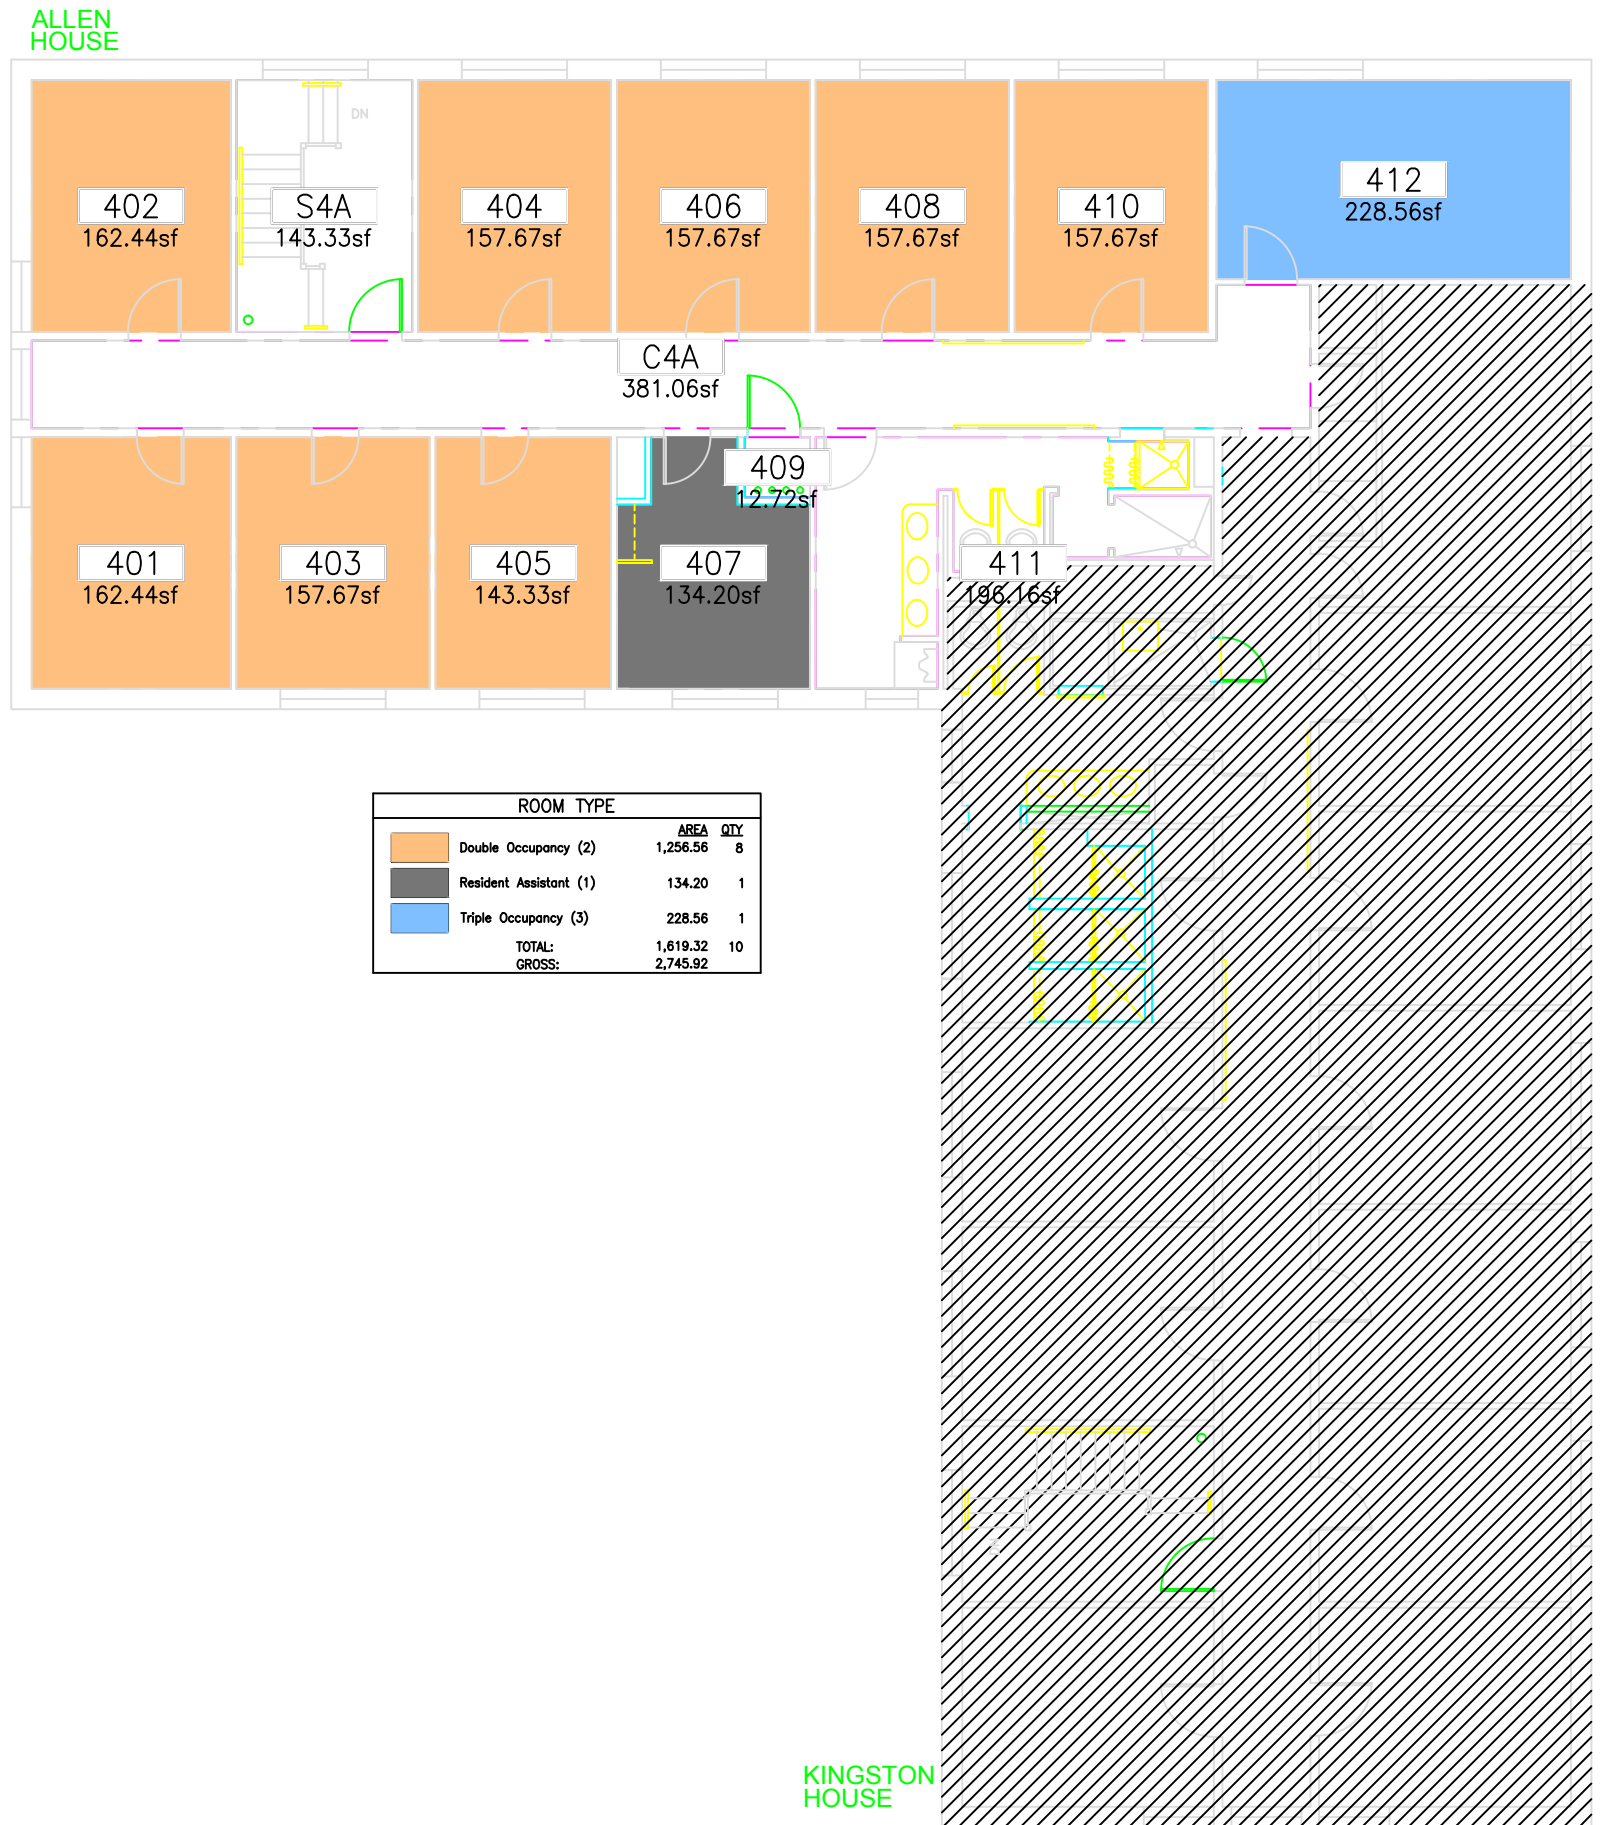 ALLEN
HOUSE
DN
402
162.44sf
S4A
143.33sf
404
157.67sf
406
157.67sf
408
157.67sf
410
157.67sf
412
228.56sf
C4A
381.06sf
409
12.72sf
401
162.44sf
403
157.67sf
405
143.33sf
407
134.20sf
411
196.16sf
ROOM TYPE
AREA QTY
Double Occupancy (2) 1,256.56 8
Resident Assistant (1) 134.20 1
Triple Occupancy (3) 228.56 1
TOTAL: 1,619.32 10
GROSS: 2,745.92
DN
KINGSTON
HOUSE